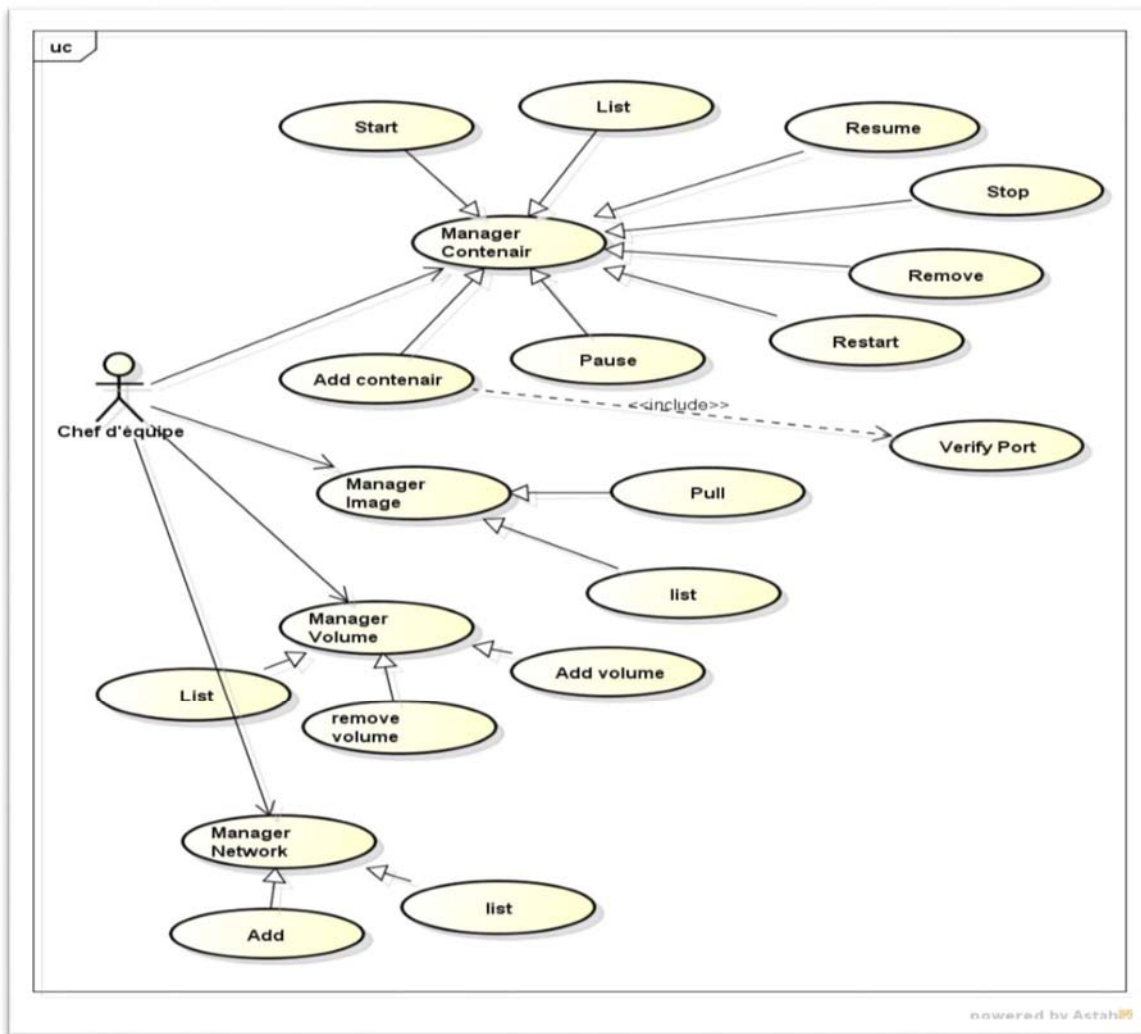 uc
Start
List
Resume
Stop
Manager
Contenair
Remove
Restart
Pause
Add contenair
<<include>>
Chef d'équipe
Verify Port
Manager
Image
Pull
list
Manager
Volume
Add volume
List
remove
volume
Manager
Network
list
Add
powered by Astah